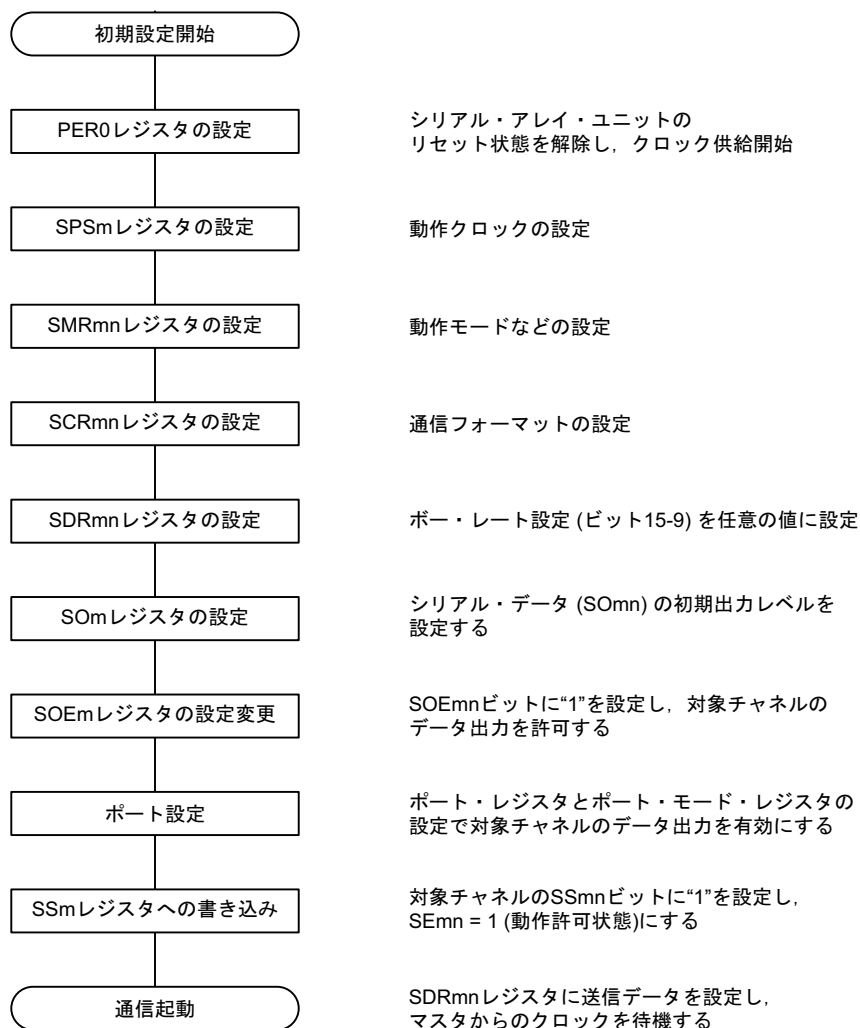 初期設定開始
PER0レジスタの設定
シリアル・アレイ・ユニットの
リセット状態を解除し，クロック供給開始
SPSmレジスタの設定
動作クロックの設定
SMRmnレジスタの設定
動作モードなどの設定
SCRmnレジスタの設定
通信フォーマットの設定
SDRmnレジスタの設定
ボー・レート設定 (ビット15-9) を任意の値に設定
SOmレジスタの設定
シリアル・データ (SOmn) の初期出力レベルを
設定する
SOEmレジスタの設定変更
SOEmnビットに“1”を設定し，対象チャネルの
データ出力を許可する
ポート設定
ポート・レジスタとポート・モード・レジスタの
設定で対象チャネルのデータ出力を有効にする
SSmレジスタへの書き込み
対象チャネルのSSmnビットに“1”を設定し，
SEmn = 1 (動作許可状態)にする
通信起動
SDRmnレジスタに送信データを設定し，
マスタからのクロックを待機する